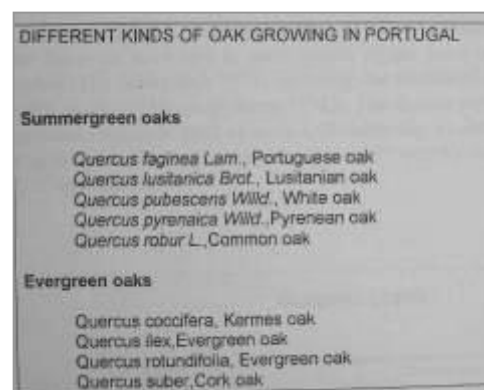 DIFFERENT KINDS OF OAK GROWING IN PORTUGAL
Summergreen oaks
Quercus faginea Lam., Portuguese oak
Quercus lusitanica Brot., Lusitanian oak
Quercus pubescens Willd., White oak
Quercus pyrenaica Willd.,Pyrenean oak
Quercus robur L.,Common oak
Evergreen oaks
Quercus coccifera, Kermes oak
Quercus ilex,Evergreen oak
Quercus rotundifolia, Evergreen oak
Quercus suber,Cork oak